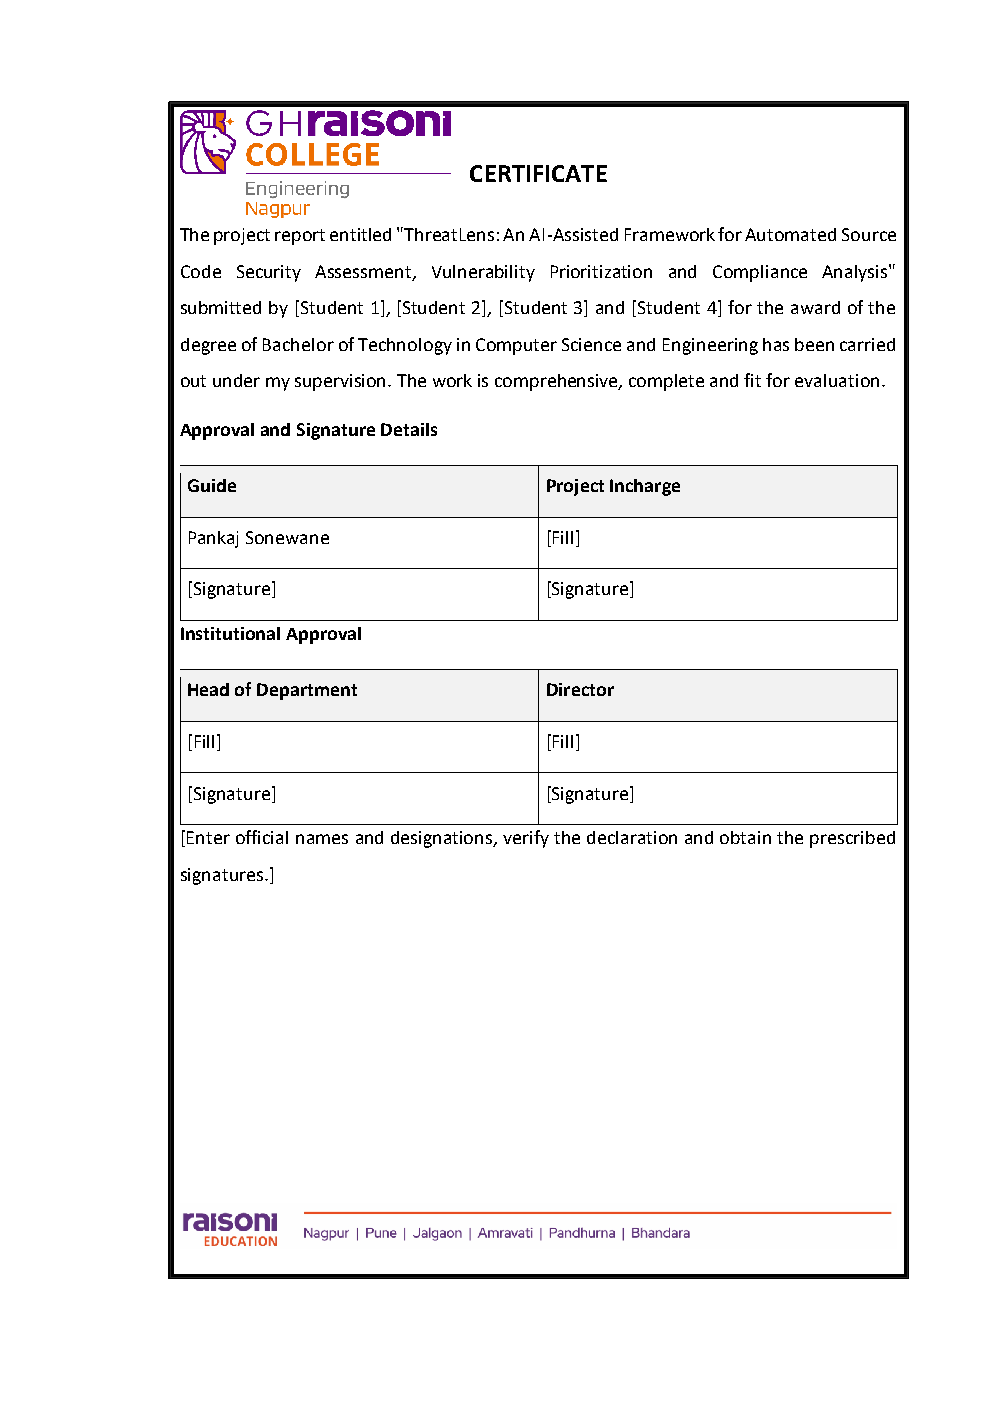 GHRaisoni
COLLEGE
Engineering
Nagpur
CERTIFICATE
The project report entitled "ThreatLens: An AI-Assisted Framework for Automated Source
Code Security Assessment, Vulnerability Prioritization and Compliance Analysis"
submitted by [Student 1], [Student 2], [Student 3] and [Student 4] for the award of the
degree of Bachelor of Technology in Computer Science and Engineering has been carried
out under my supervision. The work is comprehensive, complete and fit for evaluation.
Approval and Signature Details
Guide Project Incharge
Pankaj Sonewane [Fill]
[Signature] [Signature]
Institutional Approval
Head of Department Director
[Fill] [Fill]
[Signature] [Signature]
[Enter official names and designations, verify the declaration and obtain the prescribed
signatures.]
raisoni
EDUCATION
Nagpur | Pune | Jalgaon | Amravati | Pandhurna | Bhandara